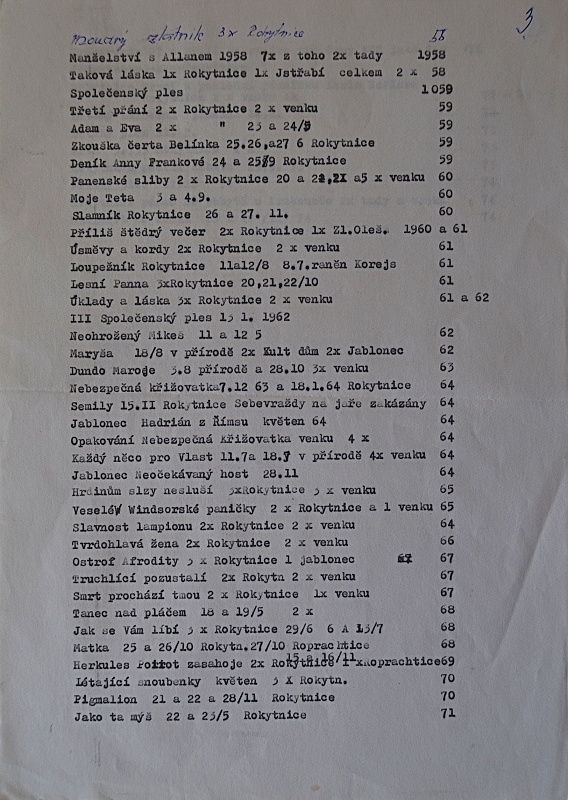 3
Moudrý 3x Rokytnice 58
Manželství s Allanem 1958 7x z toho 2x tady 1958
Taková láska 1x Rokytnice 1x Jstřabí celkem 2 x 58
Společenský ples 1059
Třetí přání 2 x Rokytnice 2 x venku 59
Adam a Eva 2 x " 23 a 24/5 59
Zkouška čerta Belínka 25.26,a27 6 Rokytnice 59
Deník Anny Frankové 24 a 25/9 Rokytnice 59
Panenské sliby 2 x Rokytnice 20 a 21 a5 x venku 60
Moje Teta 3 a 4.9. 60
Slamník Rokytnice 26 a 27. 11. 60
Příliš štědrý večer 2x Rokytnice 1x Zl.Oleš. 1960 a 61
Úsměvy a kordy 2x Rokytnice 2 x venku 61
Loupežník Rokytnice 11a12/8 8.7.raněn Korejs 61
Lesní Panna 3xRokytnice 20,21,22/10 61
Úklady a láska 3x Rokytnice 2 x venku 61 a 62
III Společenský ples 13 1. 1962
Neohrožený Mikeš 11 a 12 5 62
Maryša 18/8 v přírodě 2x Kult dům 2x Jablonec 62
Dundo Maroje 3.8 přírodě a 28.10 3x venku 63
Nebezpečná křižovatka7.12 63 a 18.1.64 Rokytnice 64
Semily 15.II Rokytnice Sebevraždy na jaře zakázány 64
Jablonec Hadrián z Římsu květen 64 64
Opakování Nebezpečná Křižovatka venku 4 x 64
Každý něco pro Vlast 11.7a 18.7 v přírodě 4x venku 64
Jablonec Neočekávaný host 28.11 64
Hrdinům slzy nesluší 3xRokytnice 3 x venku 65
Veselé Windsorské paničky 2 x Rokytnice a 1 venku 65
Slavnost lampionu 2x Rokytnice 2 x venku 64
Tvrdohlavá žena 2x Rokytnice 2 x venku 66
Ostrof Afrodity 3 x Rokytnice 1 jablonec 67
Truchlící pozustalí 2x Rokytn 2 x venku 67
Smrt prochází tmou 2 x Rokytnice 1x venku 67
Tanec nad pláčem 18 a 19/5 2 x 68
Jak se Vám líbí 3 x Rokytnice 29/6 6 A 13/7 68
Matka 25 a 26/10 Rokytn.27/10 Roprachtice 68
15 a 16/11
Herkules Poirot zasahoje 2x Rokytnice 1xRoprachtice69
Létající snoubenky květen 3 X Rokytn. 70
Pigmalion 21 a 22 a 28/11 Rokytnice 70
Jako ta mýš 22 a 23/5 Rokytnice 71